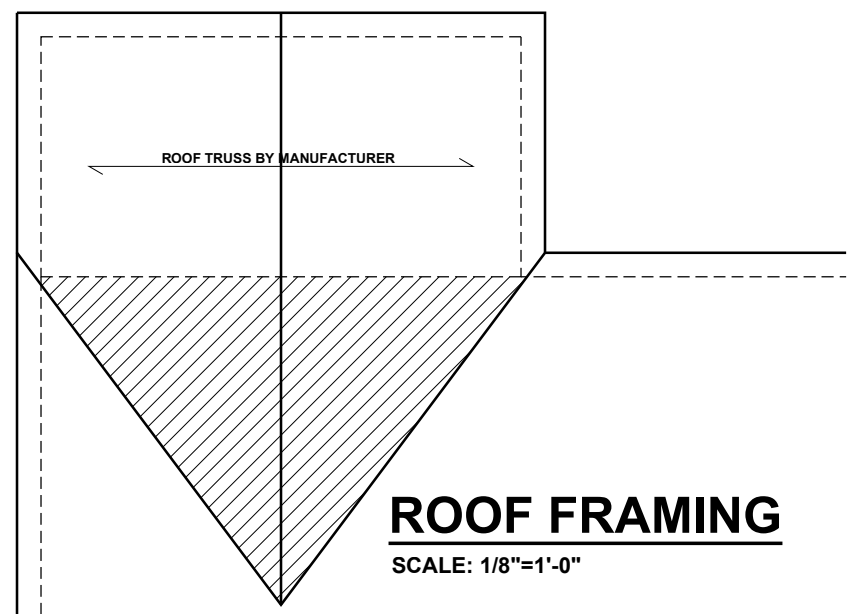 ROOF TRUSS BY MANUFACTURER
ROOF FRAMING
SCALE: 1/8"=1'-0"